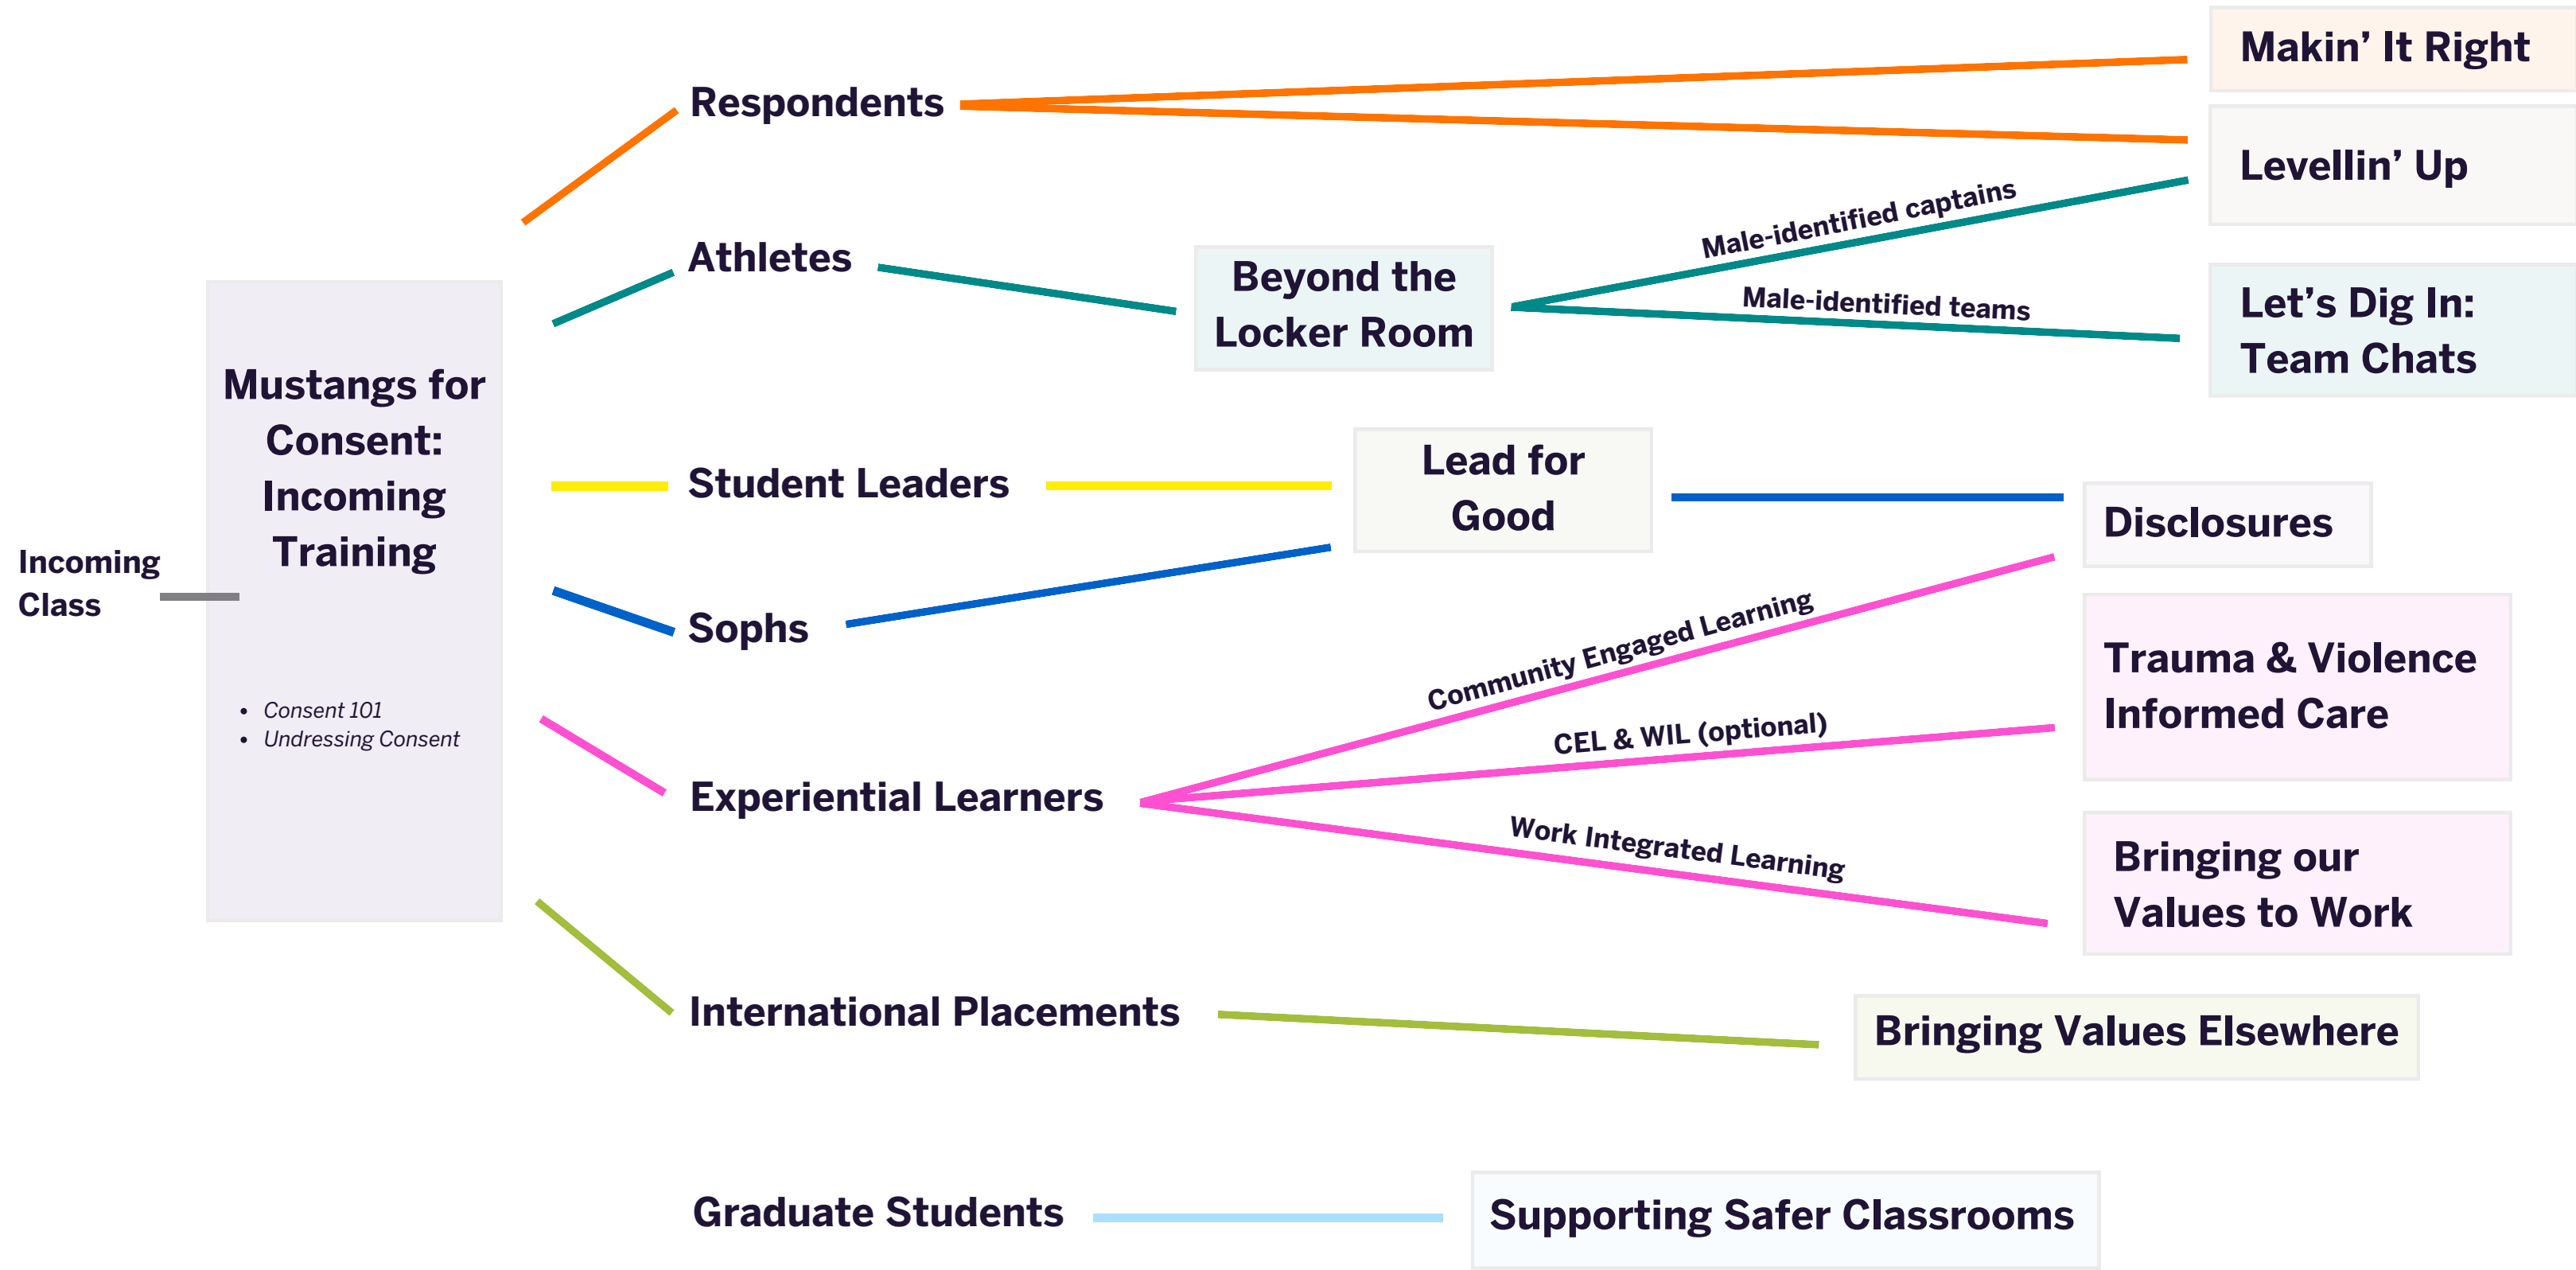 Incoming
Class
Mustangs for
Consent:
Incoming
Training
• Consent 101
• Undressing Consent
Respondents
Makin’ It Right
Levellin’ Up
Athletes
Beyond the
Locker Room
Male-identified captains
Male-identified teams
Let’s Dig In:
Team Chats
Student Leaders
Lead for
Good
Disclosures
Sophs
Experiential Learners
Community Engaged Learning
CEL & WIL (optional)
Work Integrated Learning
Trauma & Violence
Informed Care
Bringing our
Values to Work
International Placements
Bringing Values Elsewhere
Graduate Students
Supporting Safer Classrooms